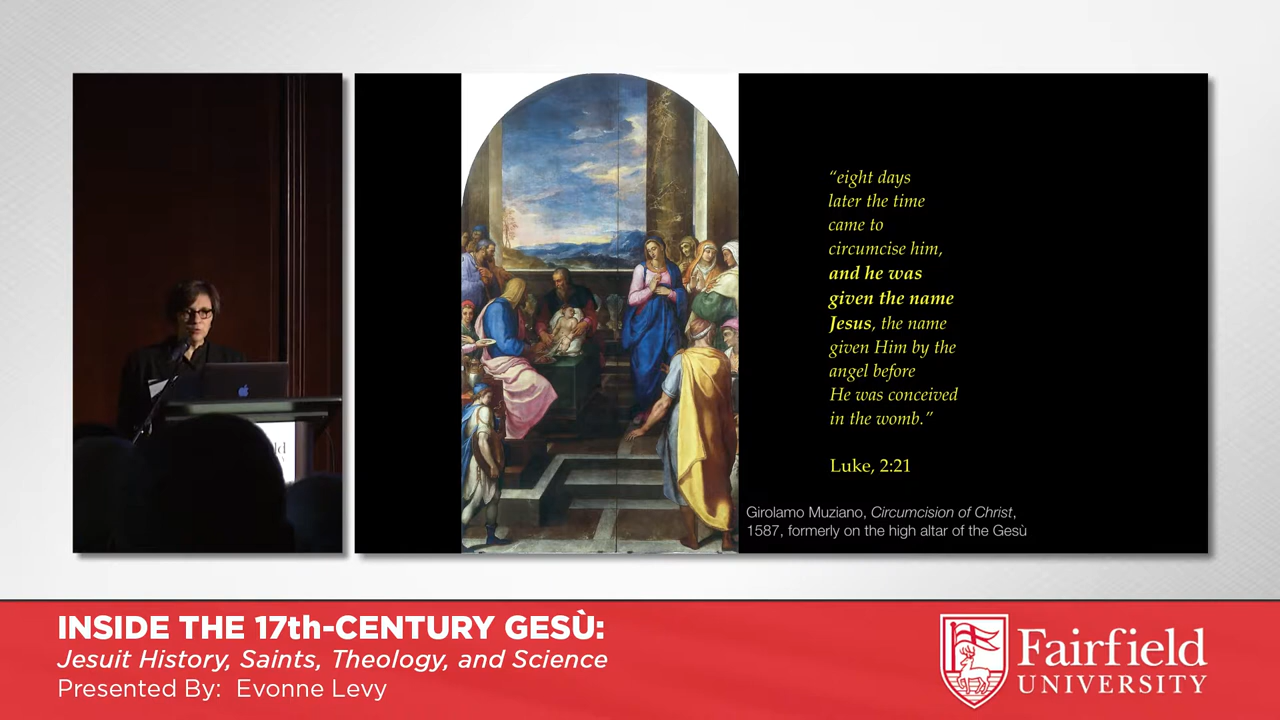 “eight days
later the time
came to
circumcise him,
and he was
given the name
Jesus, the name
given Him by the
angel before
He was conceived
in the womb.”
Luke, 2:21
Girolamo Muziano, Circumcision of Christ,
1587, formerly on the high altar of the Gesù
INSIDE THE 17th-CENTURY GESÙ:
Jesuit History, Saints, Theology, and Science
Presented By: Evonne Levy
Fairfield
UNIVERSITY